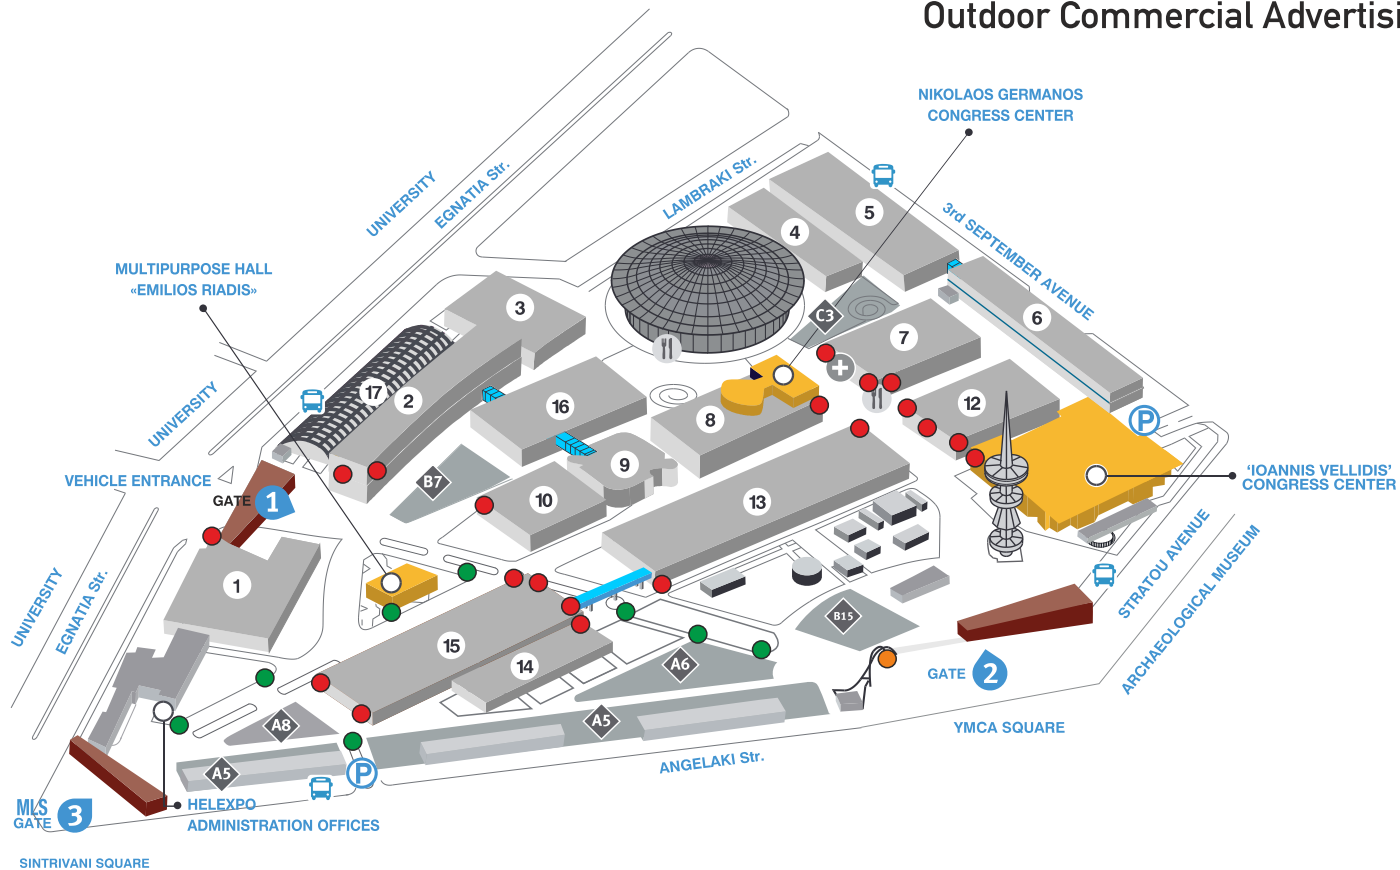 Outdoor Commercial Advertisi
NIKOLAOS GERMANOS
CONGRESS CENTER
UNIVERSITY
EGNATIA Str.
LAMBRAKI Str.
3rd SEPTEMBER AVENUE
5
4
6
MULTIPURPOSE HALL
«EMILIOS RIADIS»
3
C3
7
17
2
16
8
12
P
UNIVERSITY
VEHICLE ENTRANCE
GATE 1
B7
9
10
13
‘IOANNIS VELLIDIS’
CONGRESS CENTER
STRATOU AVENUE
ARCHAEOLOGICAL MUSEUM
UNIVERSITY
EGNATIA Str.
1
15
14
B15
A6
GATE 2
A8
A5
A5
P
YMCA SQUARE
ANGELAKI Str.
MLS
GATE 3
HELEXPO
ADMINISTRATION OFFICES
SINTRIVANI SQUARE